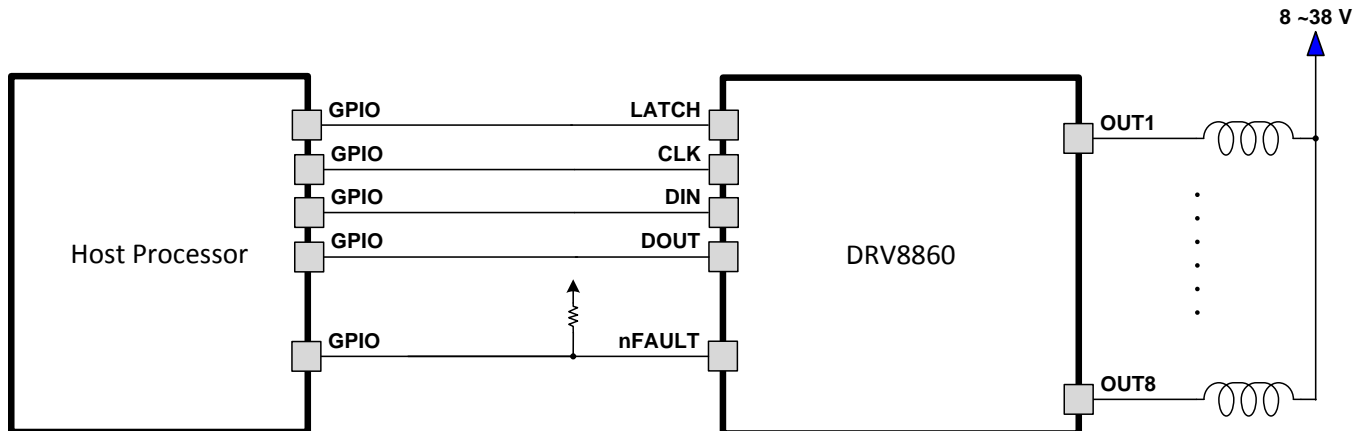 8 ~38 V
GPIO LATCH OUT1
GPIO CLK
GPIO DIN
GPIO DOUT
Host Processor DRV8860
GPIO nFAULT
OUT8